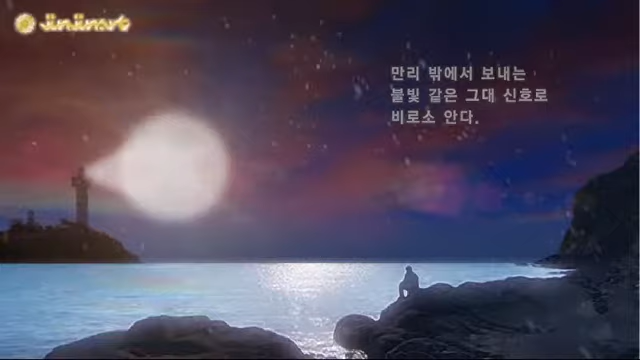 JinJinsarb
만리 밖에서 보내는
불빛 같은 그대 신호로
비로소 안다.